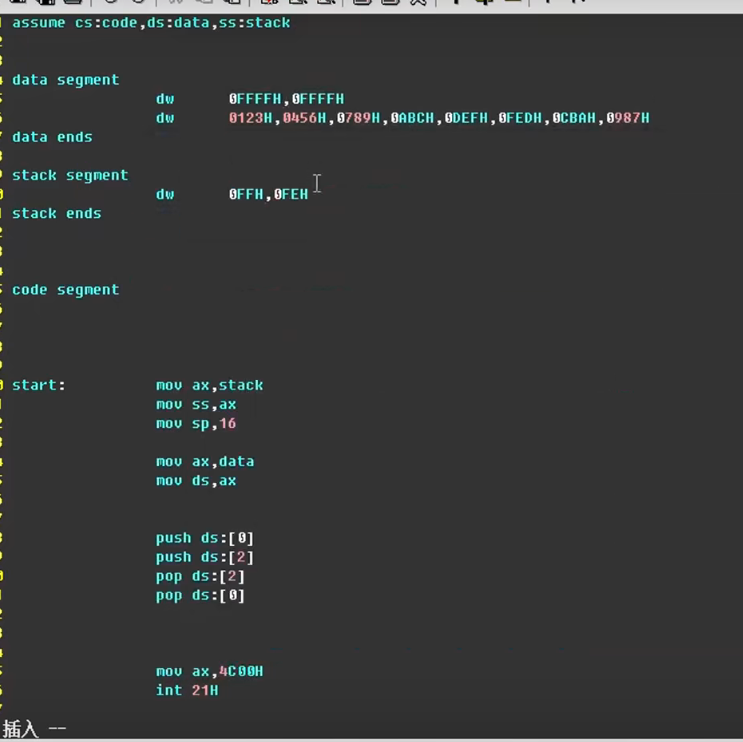 assume cs:code,ds:data,ss:stack
data segment
dw 0FFFFH,0FFFFH
dw 0123H,0456H,0789H,0ABCH,0DEFH,0FEDH,0CBAH,0987H
data ends
stack segment
dw 0FFH,0FEH
stack ends
code segment
start: mov ax,stack
mov ss,ax
mov sp,16
mov ax,data
mov ds,ax
push ds:[0]
push ds:[2]
pop ds:[2]
pop ds:[0]
mov ax,4C00H
int 21H
插入 --